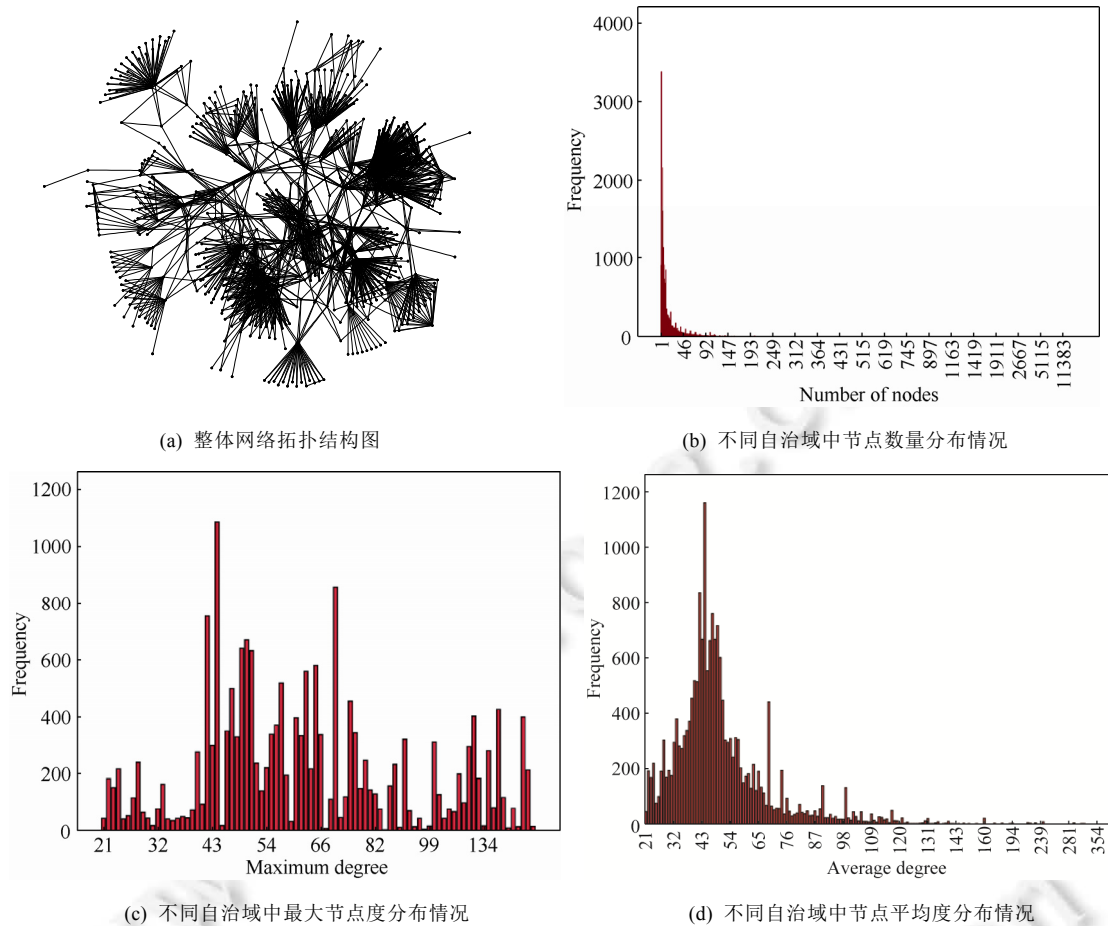 4000
3000
4000
1000
0
Frequency
1 46 92 147 193 249 312 364 431 515 619 745 897 1163 1419 1911 2667 5115 11383
Number of nodes
(a) 整体网络拓扑结构图
(b) 不同自治域中节点数量分布情况
1200
1000
800
600
400
200
0
Frequency
21 32 43 54 66 82 99 134
Maximum degree
1200
1000
800
600
400
200
0
Frequency
21 32 43 54 65 76 87 98 109 120 131 143 160 194 239 281 354
Average degree
(c) 不同自治域中最大节点度分布情况
(d) 不同自治域中节点平均度分布情况